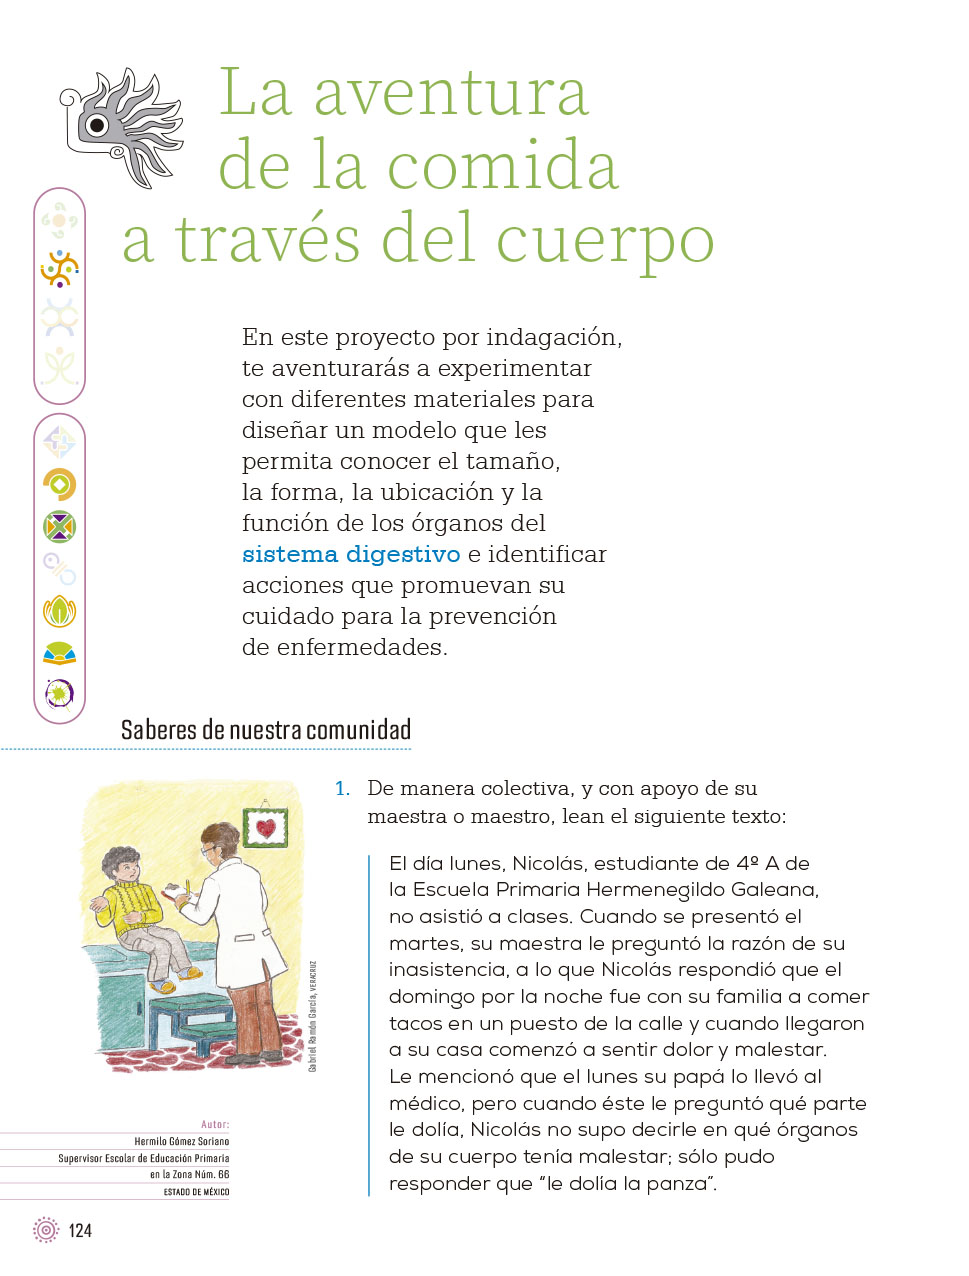 La aventura
de la comida
a través del cuerpo
En este proyecto por indagación,
te aventurarás a experimentar
con diferentes materiales para
diseñar un modelo que les
permita conocer el tamaño,
la forma, la ubicación y la
función de los órganos del
sistema digestivo e identificar
acciones que promuevan su
cuidado para la prevención
de enfermedades.
Saberes de nuestra comunidad
1. De manera colectiva, y con apoyo de su
maestra o maestro, lean el siguiente texto:
El día lunes, Nicolás, estudiante de 4º A de
la Escuela Primaria Hermenegildo Galeana,
no asistió a clases. Cuando se presentó el
martes, su maestra le preguntó la razón de su
inasistencia, a lo que Nicolás respondió que el
domingo por la noche fue con su familia a comer
tacos en un puesto de la calle y cuando llegaron
a su casa comenzó a sentir dolor y malestar.
Le mencionó que el lunes su papá lo llevó al
médico, pero cuando éste le preguntó qué parte
le dolía, Nicolás no supo decirle en qué órganos
de su cuerpo tenía malestar; sólo pudo
responder que “le dolía la panza”.
Gabriel Ramón García, VERACRUZ
Autor:
Hermilo Gómez Soriano
Supervisor Escolar de Educación Primaria
en la Zona Núm. 66
ESTADO DE MÉXICO
124